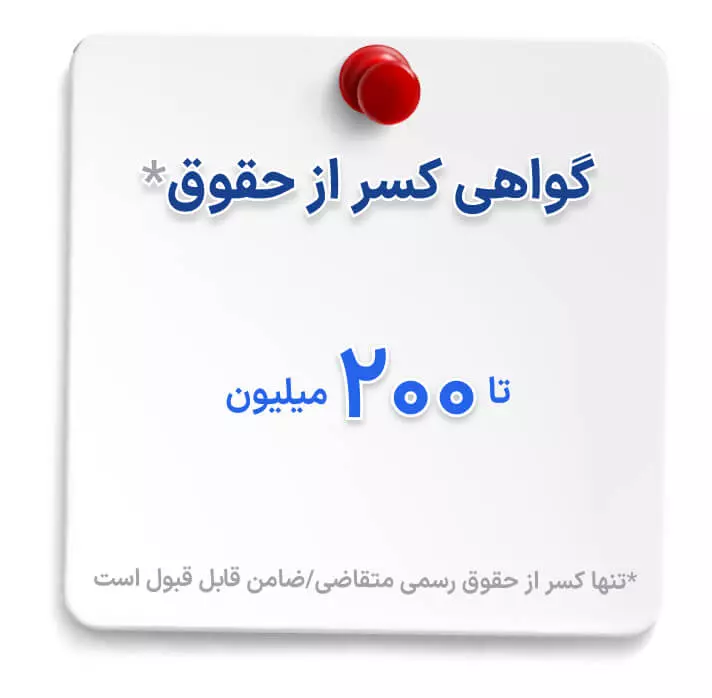 گواهی کسر از حقوق*
تا ۲۰۰ میلیون
*تنها کسر از حقوق رسمی متقاضی/ضامن قابل قبول است